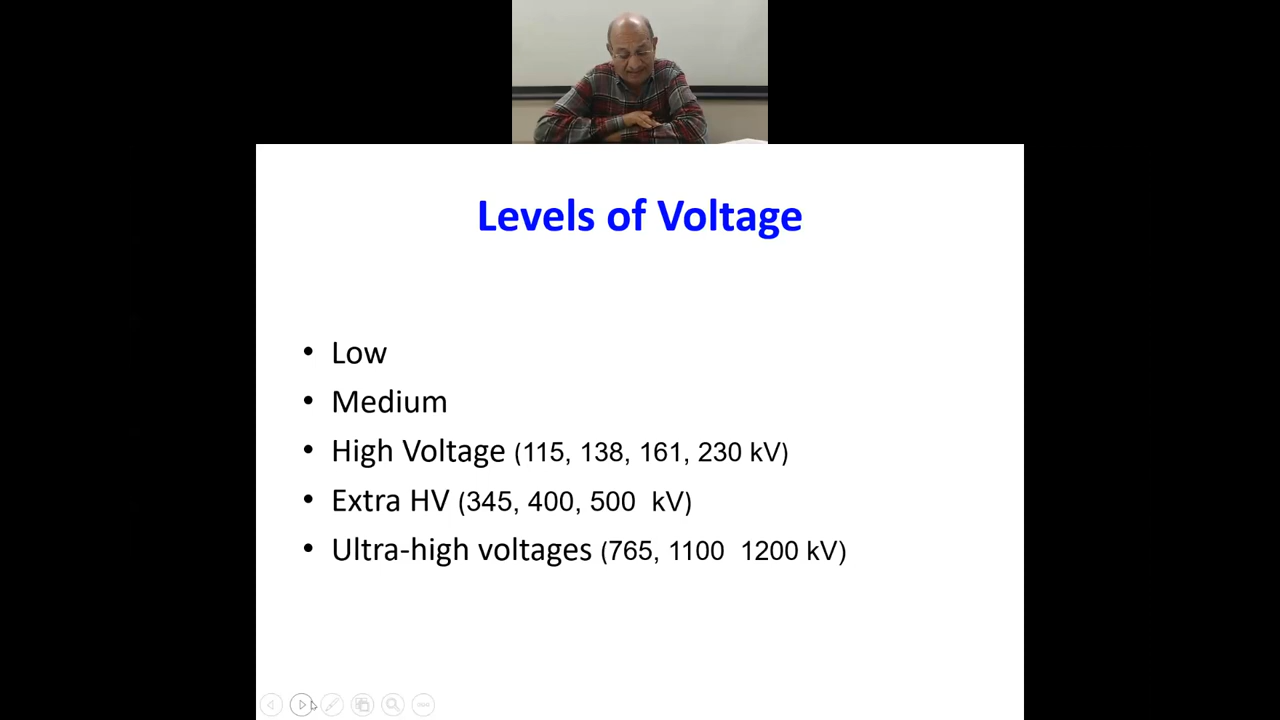 Levels of Voltage
• Low
• Medium
• High Voltage (115, 138, 161, 230 kV)
• Extra HV (345, 400, 500  kV)
• Ultra-high voltages (765, 1100  1200 kV)